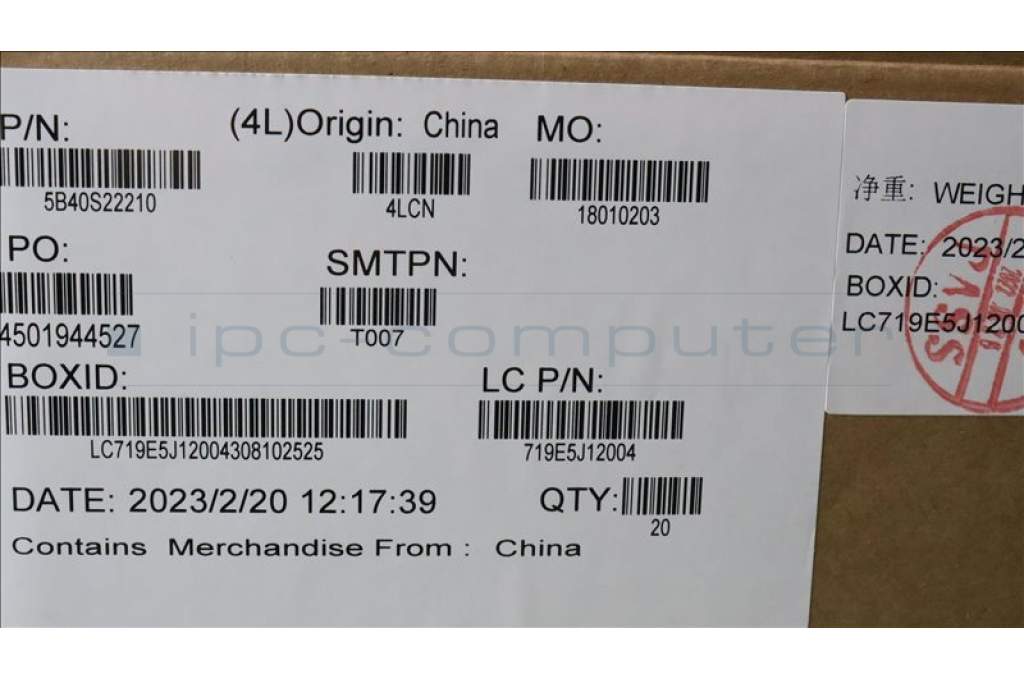 P/N: (4L)Origin: China MO:
5B40S22210 4LCN 18010203
PO: SMTPN:
4501944527 T007
BOXID: LC P/N:
LC719E5J12004308102525 719E5J12004
DATE: 2023/2/20 12:17:39 QTY:
20
Contains Merchandise From : China
净重: WEIGH
DATE: 2023/2
BOXID:
LC719E5J1200
PASS
ipc-computer